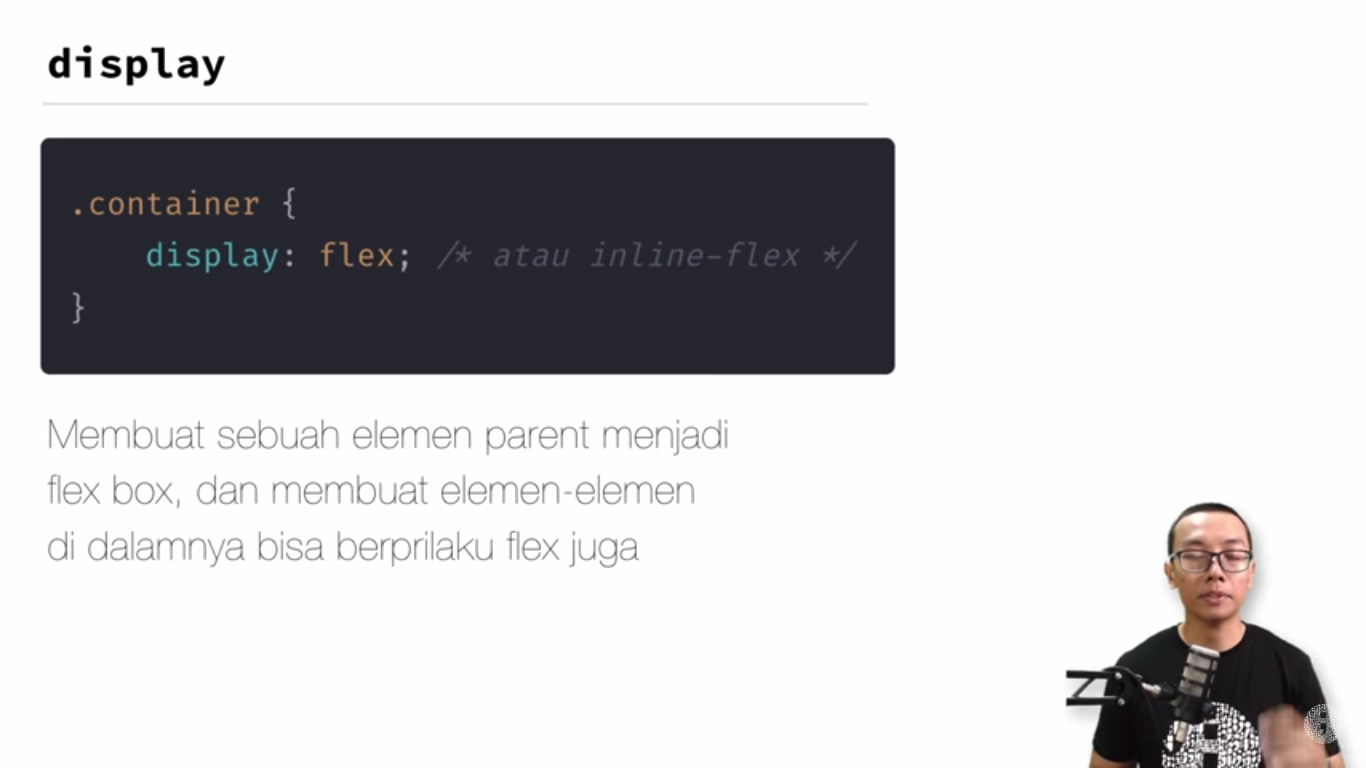 display
.container {
display: flex; /* atau inline-flex */
}
Membuat sebuah elemen parent menjadi
flex box, dan membuat elemen-elemen
di dalamnya bisa berprilaku flex juga